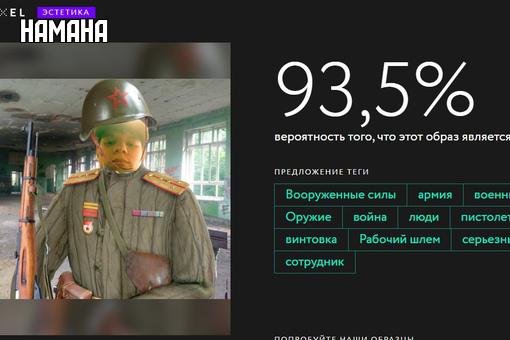 XEL ЭСТЕТИКА
НАМАНА
93,5%
вероятность того, что этот образ является
ПРЕДЛОЖЕНИЕ ТЕГИ
Вооруженные силы армия военн
Оружие война люди пистолет
винтовка Рабочий шлем серьезны
сотрудник
ПОПРОБУЙТЕ НАШИ ОБРАЗЦЫ